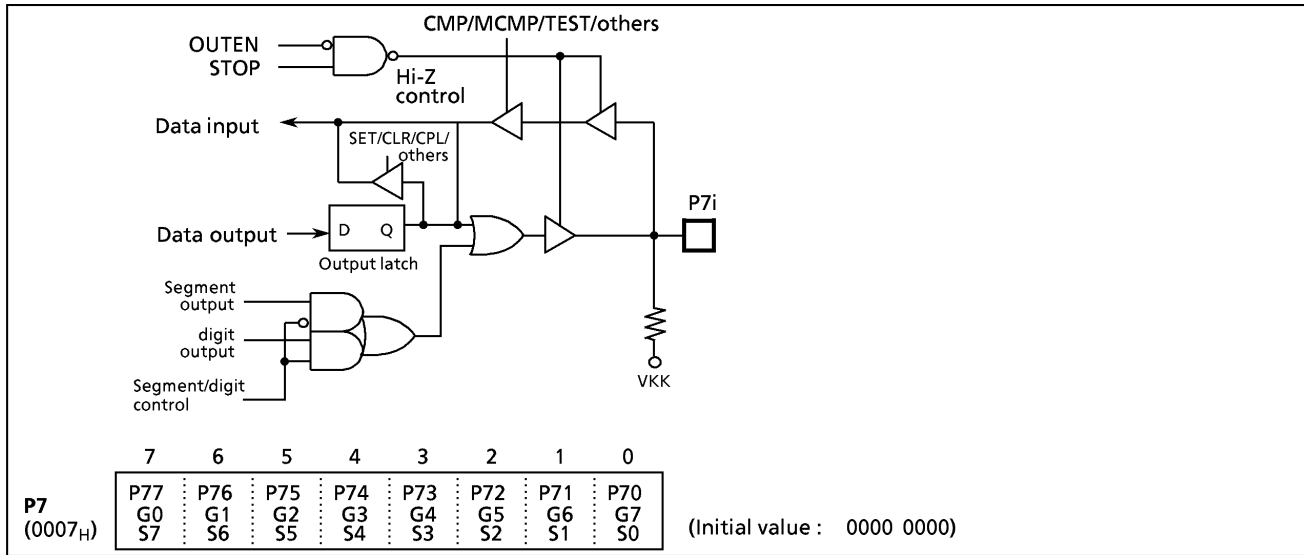 CMP/MCMP/TEST/others
OUTEN
STOP
Hi-Z
control
Data input
SET/CLR/CPL/
others
P7i
Data output
D Q
Output latch
Segment
output
digit
output
Segment/digit
control
VKK
7 6 5 4 3 2 1 0
P7
(0007H)
P77 P76 P75 P74 P73 P72 P71 P70
G0 G1 G2 G3 G4 G5 G6 G7
S7 S6 S5 S4 S3 S2 S1 S0
(Initial value : 0000 0000)